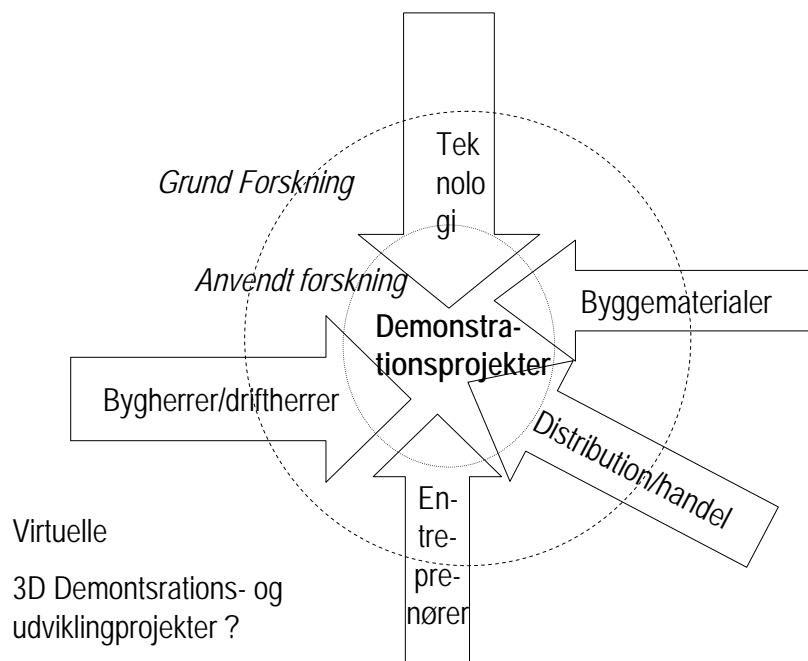 Tek
nolo
gi
Grund Forskning
Anvendt forskning
Byggematerialer
Demonstra-
tionsprojekter
Bygherrer/driftherrer
Distribution/handel
En-
tre-
pre-
nører
Virtuelle
3D Demontsrations- og
udviklingprojekter ?